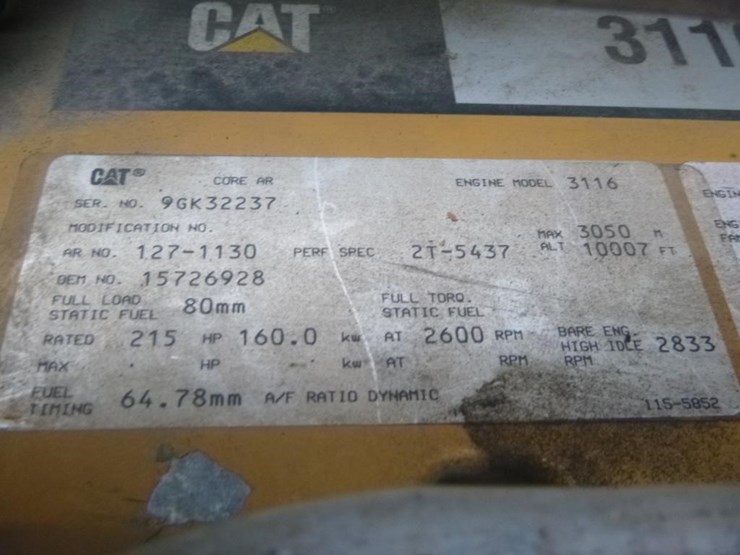 CAT 311
CAT® CORE AR ENGINE MODEL 3116
SER. NO. 9GK32237
MODIFICATION NO.
AR NO. 127-1130 PERF SPEC 2T-5437 MAX ALT 3050 M 10007 FT
OEM NO. 15726928
FULL LOAD STATIC FUEL 80mm FULL TORQ. STATIC FUEL
RATED 215 HP 160.0 kw AT 2600 RPM BARE ENG. HIGH IDLE RPM 2833
MAX . HP kw AT RPM
FUEL TIMING 64.78mm A/F RATIO DYNAMIC
115-5852
ENGIN
ENG